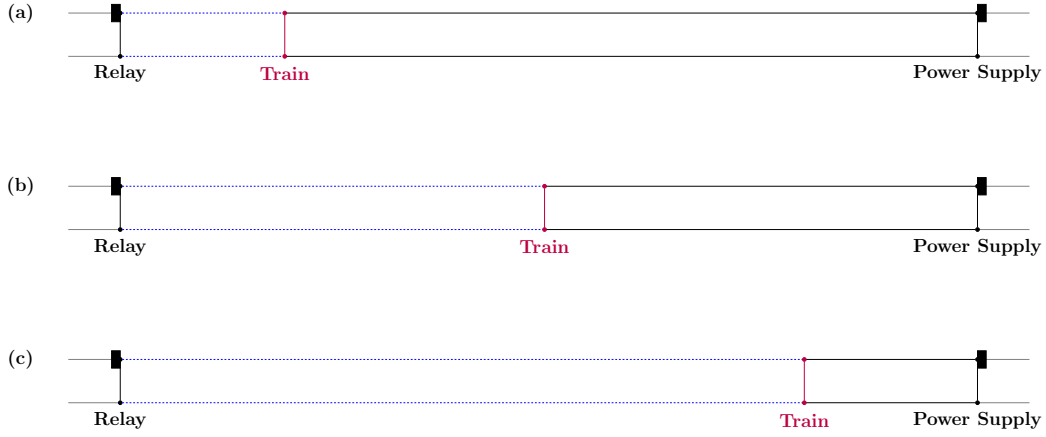 (a)
Relay
Train
Power Supply
(b)
Relay
Train
Power Supply
(c)
Relay
Train
Power Supply